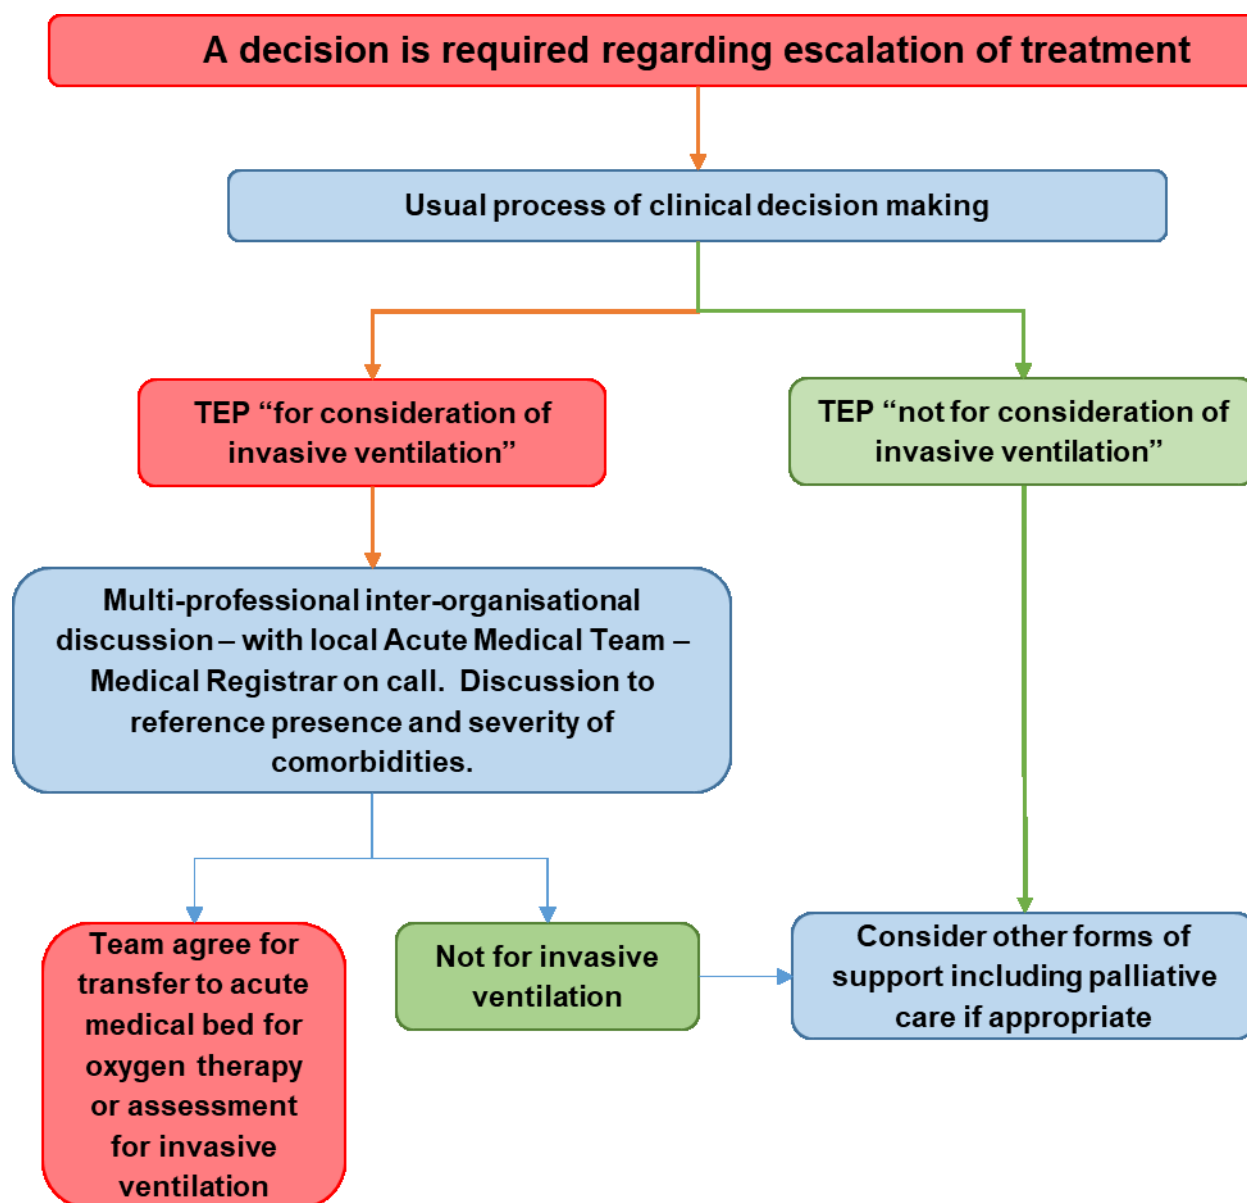 A decision is required regarding escalation of treatment
Usual process of clinical decision making
TEP “for consideration of
invasive ventilation”
TEP “not for consideration of
invasive ventilation”
Multi-professional inter-organisational
discussion – with local Acute Medical Team –
Medical Registrar on call.  Discussion to
reference presence and severity of
comorbidities.
Team agree for
transfer to acute
medical bed for
oxygen therapy
or assessment
for invasive
ventilation
Not for invasive
ventilation
Consider other forms of
support including palliative
care if appropriate